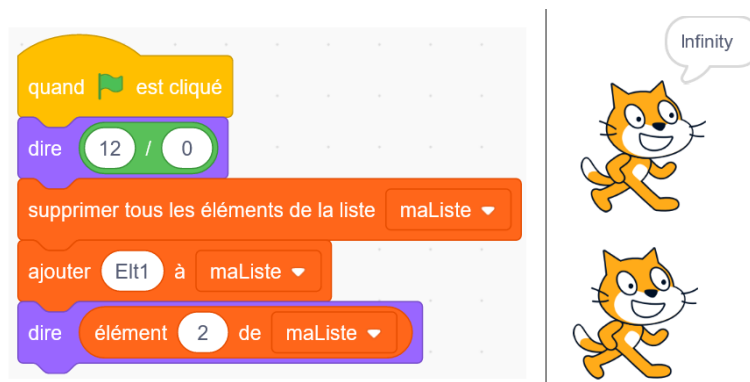 quand est cliqué
dire 12 / 0
supprimer tous les éléments de la liste maListe
ajouter Elt1 à maListe
dire élément 2 de maListe
Infinity